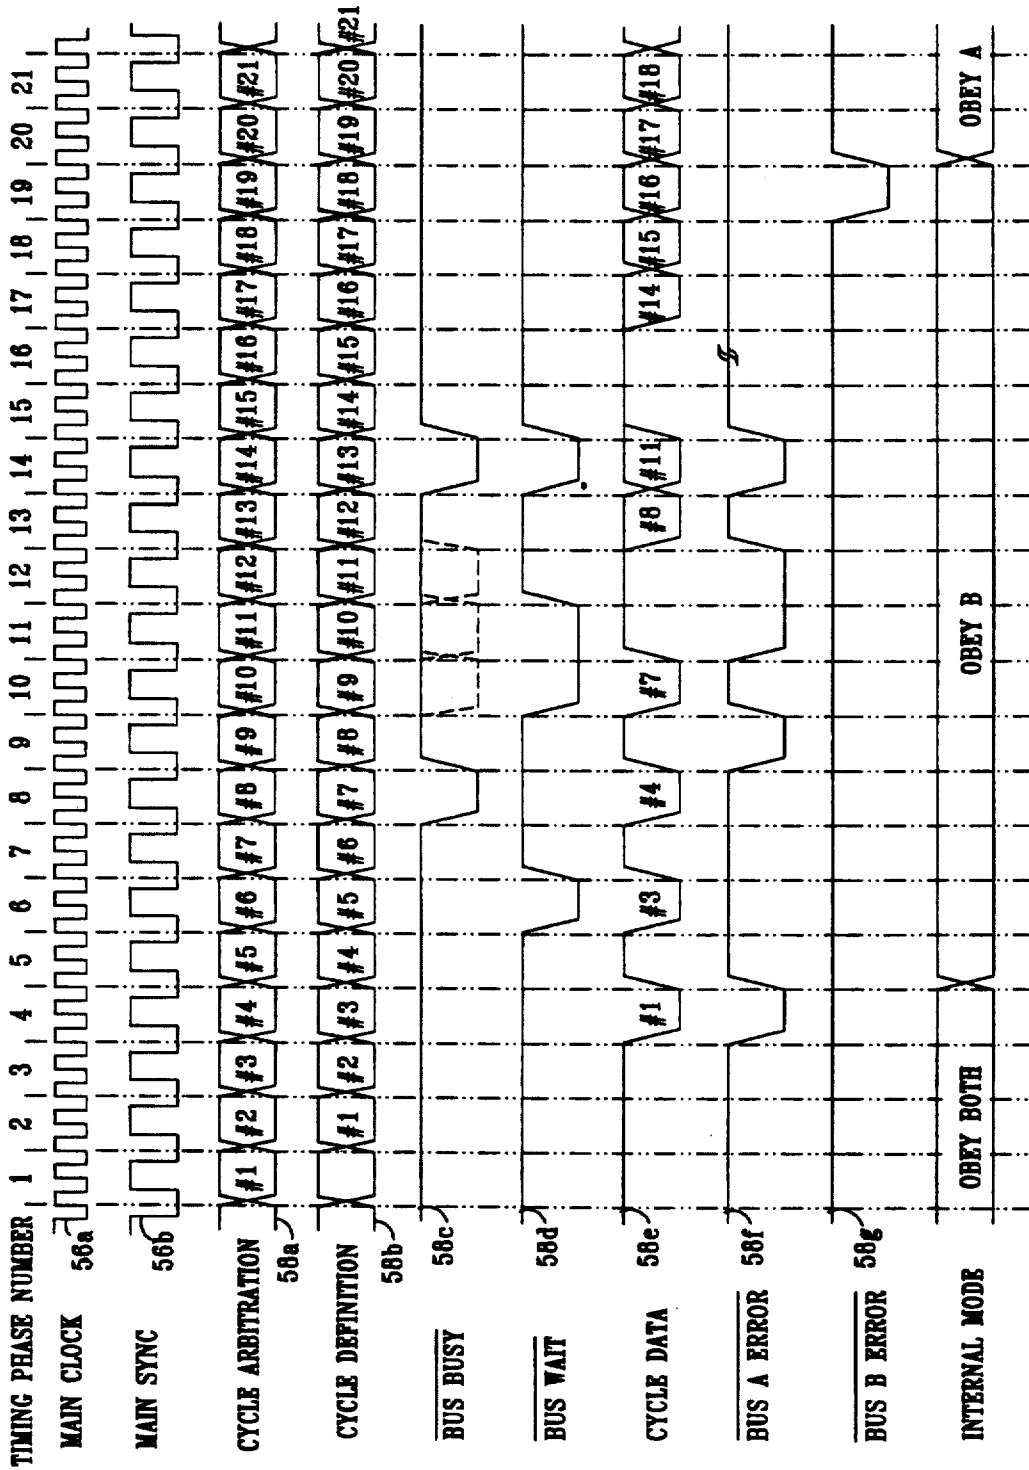 TIMING PHASE NUMBER | 1 | 2 | 3 | 4 | 5 | 6 | 7 | 8 | 9 | 10 | 11 | 12 | 13 | 14 | 15 | 16 | 17 | 18 | 19 | 20 | 21 |
MAIN CLOCK 56a
MAIN SYNC 56b
CYCLE ARBITRATION 58a #1 #2 #3 #4 #5 #6 #7 #8 #9 #10 #11 #12 #13 #14 #15 #16 #17 #18 #19 #20 #21
CYCLE DEFINITION 58b #1 #2 #3 #4 #5 #6 #7 #8 #9 #10 #11 #12 #13 #14 #15 #16 #17 #18 #19 #20 #21
BUS BUSY 58c
BUS WAIT 58d
CYCLE DATA 58e #1 #3 #4 #7 #8 #11 #14 #15 #16 #17 #18
BUS A ERROR 58f
BUS B ERROR 58g
INTERNAL MODE OBEY BOTH OBEY B OBEY A